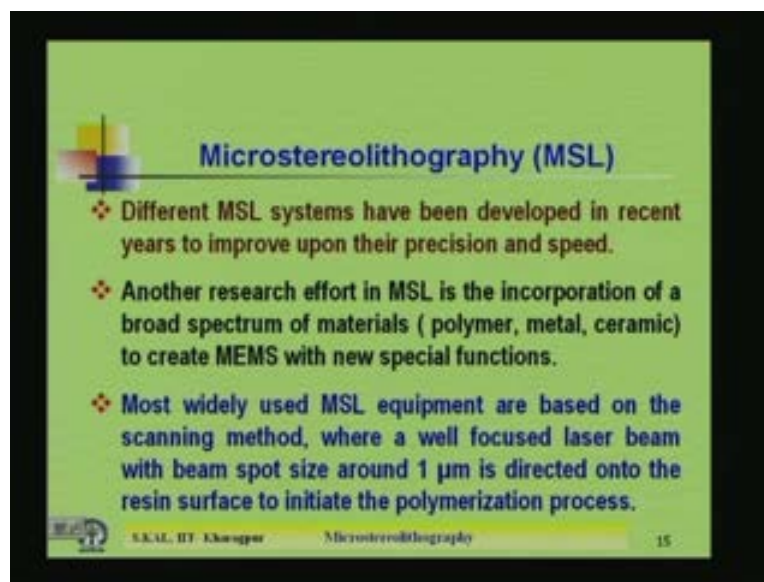 Microstereolithography (MSL)
Different MSL systems have been developed in recent
years to improve upon their precision and speed.
Another research effort in MSL is the incorporation of a
broad spectrum of materials ( polymer, metal, ceramic)
to create MEMS with new special functions.
Most widely used MSL equipment are based on the
scanning method, where a well focused laser beam
with beam spot size around 1 µm is directed onto the
resin surface to initiate the polymerization process.
S.KAL, IIT- Kharagpur Microstereolithography 15